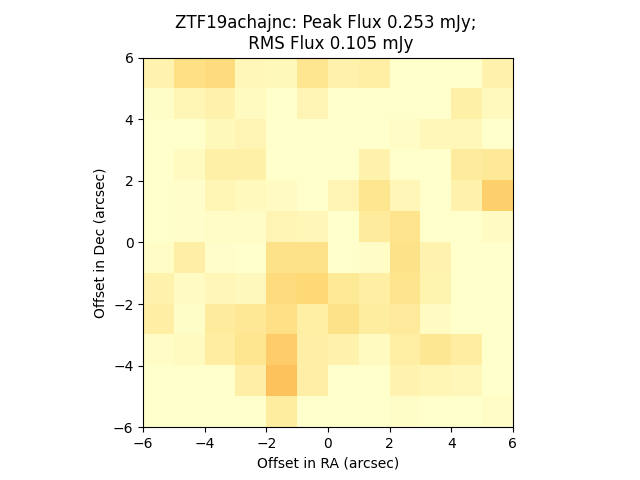 ZTF19achajnc: Peak Flux 0.253 mJy;
RMS Flux 0.105 mJy
6
4
2
0
−2
−4
−6
Offset in Dec (arcsec)
−6 −4 −2 0 2 4 6
Offset in RA (arcsec)